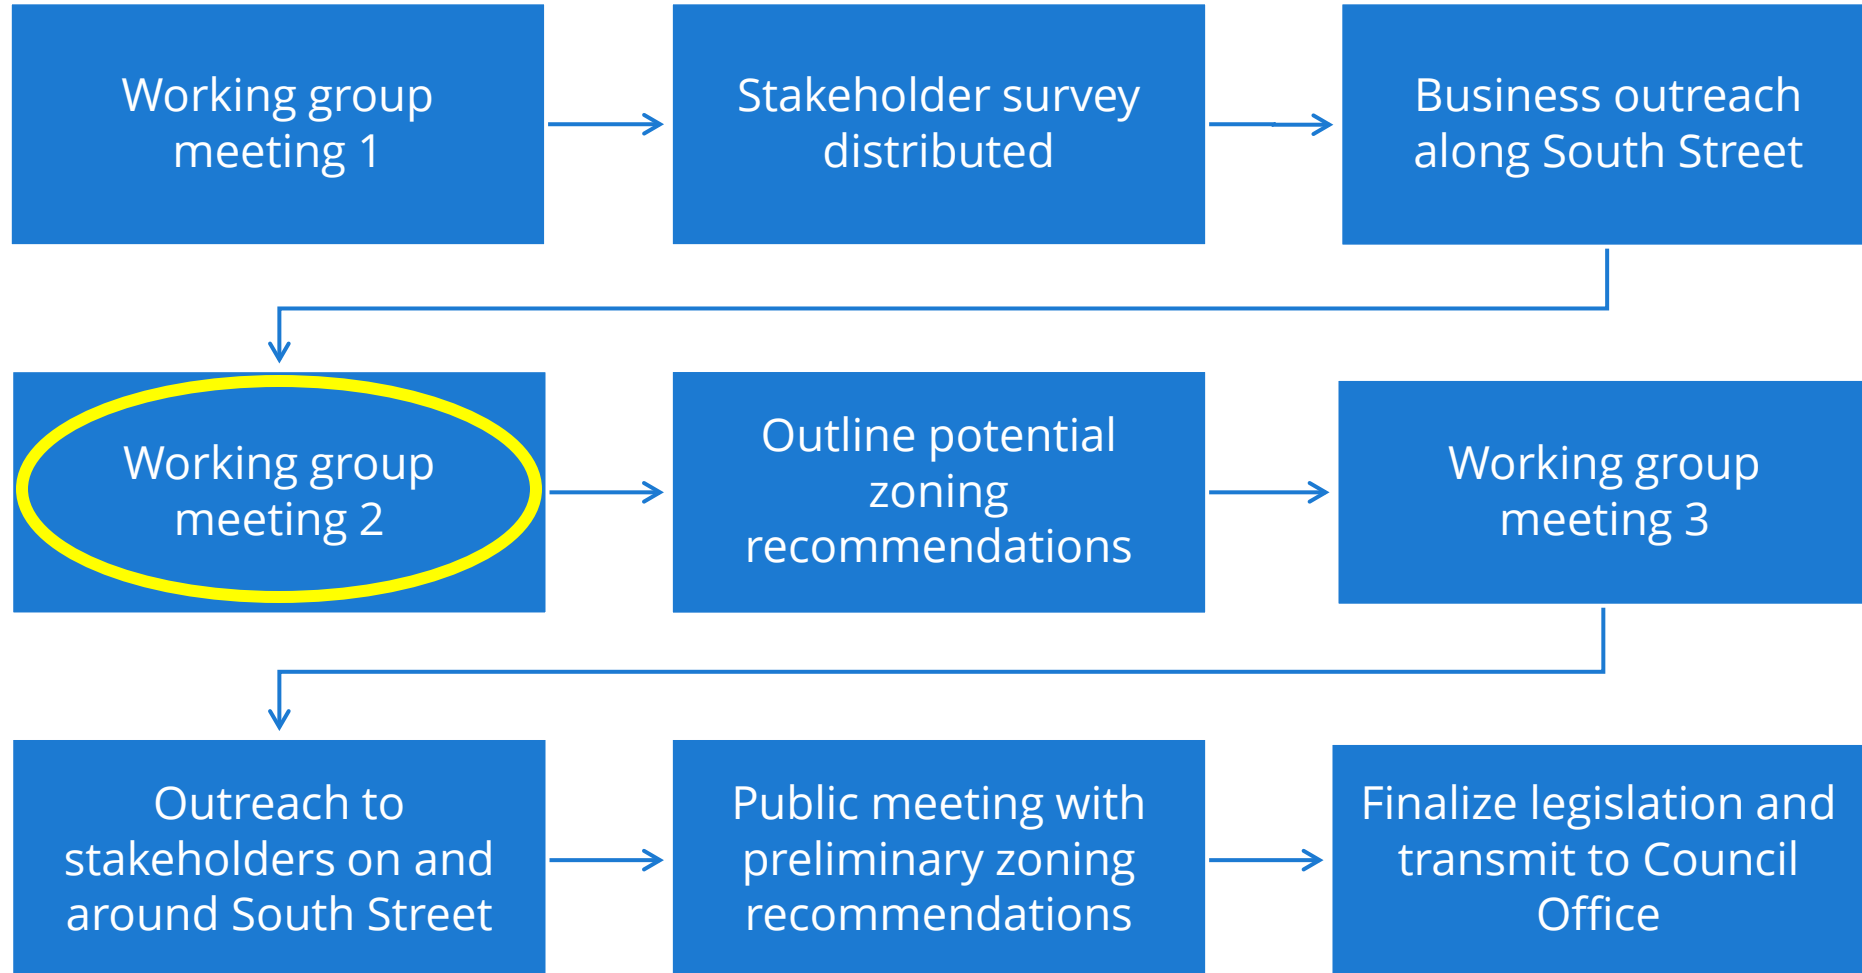 Working group
meeting 1
Stakeholder survey
distributed
Business outreach
along South Street
Working group
meeting 2
Outline potential
zoning
recommendations
Working group
meeting 3
Outreach to
stakeholders on and
around South Street
Public meeting with
preliminary zoning
recommendations
Finalize legislation and
transmit to Council
Office